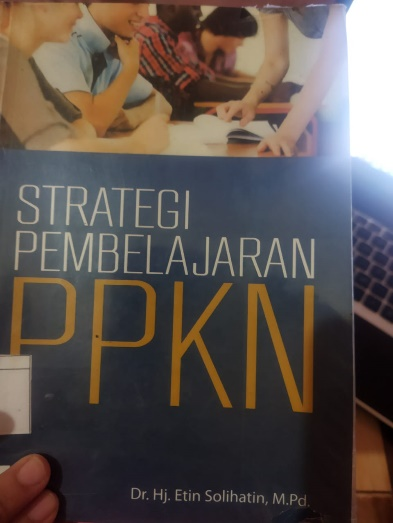 STRATEGI
PEMBELAJARAN
PPKN
Dr. Hj. Etin Solihatin, M.Pd.